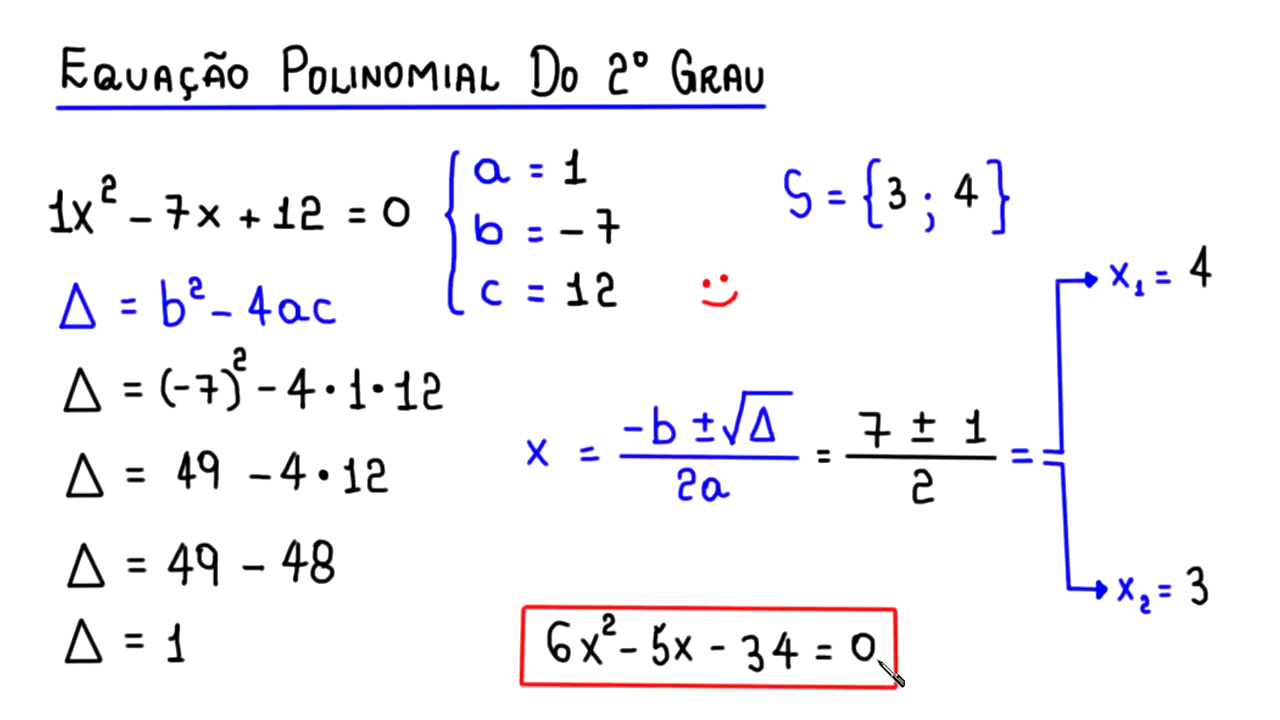 EQUAÇÃO POLINOMIAL DO 2º GRAU
1x² - 7x + 12 = 0
a = 1
b = -7
c = 12
S = {3 ; 4}
Δ = b² - 4ac
Δ = (-7)² - 4·1·12
Δ = 49 - 4·12
Δ = 49 - 48
Δ = 1
x = (-b ± √Δ)/2a = (7 ± 1)/2 =
x₁ = 4
x₂ = 3
6x² - 5x - 34 = 0